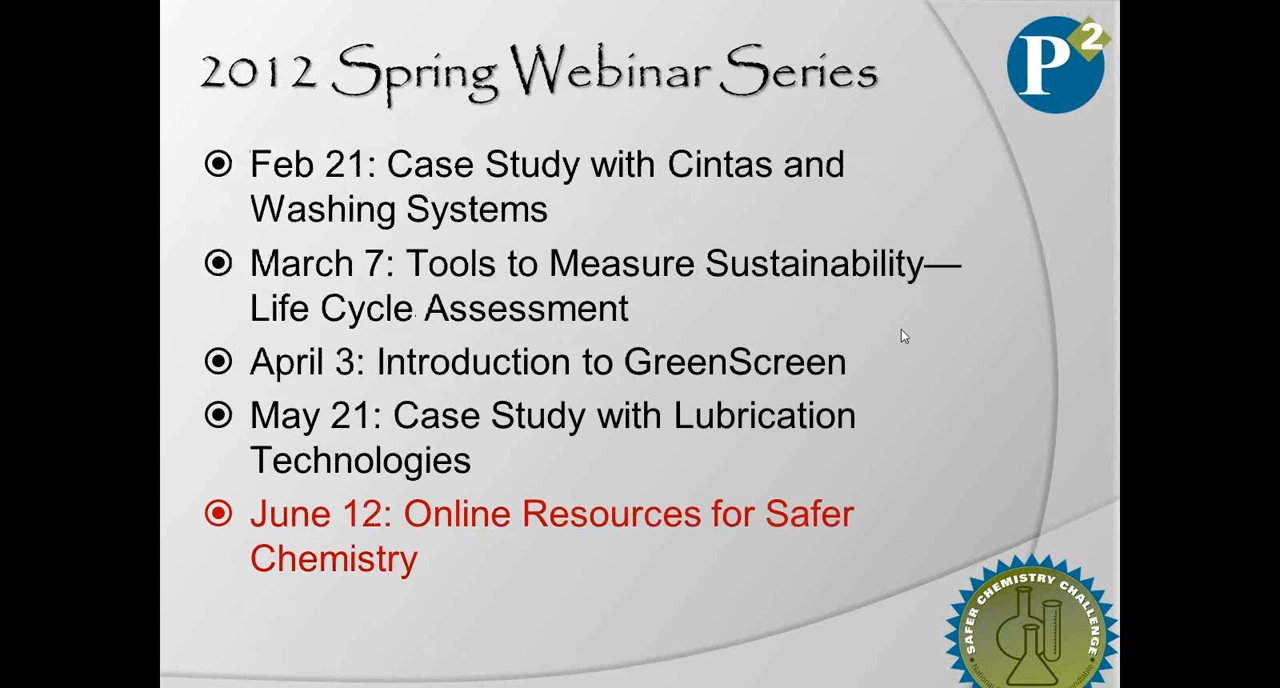 2012 Spring Webinar Series
P2
Feb 21: Case Study with Cintas and
Washing Systems
March 7: Tools to Measure Sustainability—
Life Cycle Assessment
April 3: Introduction to GreenScreen
May 21: Case Study with Lubrication
Technologies
June 12: Online Resources for Safer
Chemistry
SAFER CHEMISTRY CHALLENGE
National